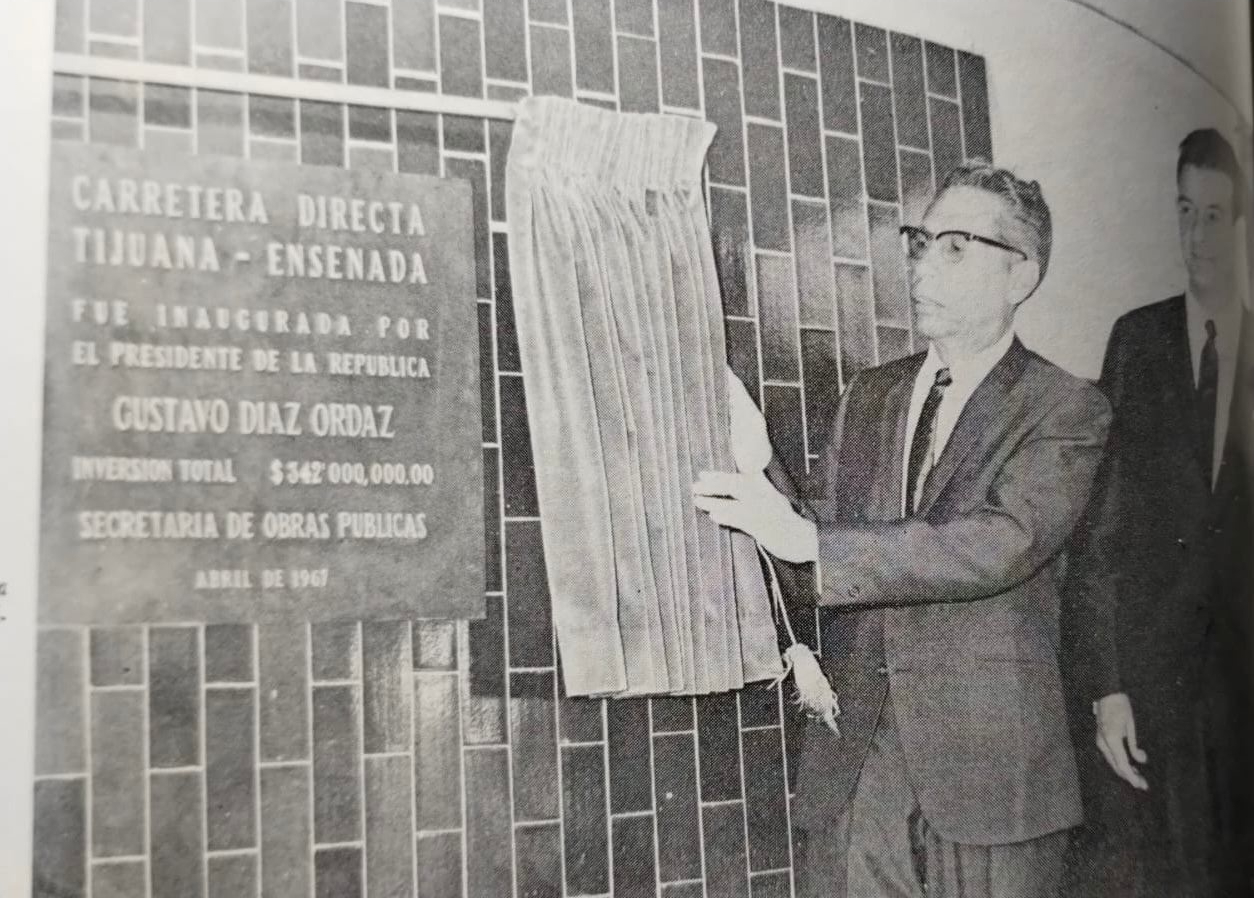 CARRETERA DIRECTA
TIJUANA - ENSENADA
FUE INAUGURADA POR
EL PRESIDENTE DE LA REPUBLICA
GUSTAVO DIAZ ORDAZ
INVERSION TOTAL $342'000,000.00
SECRETARIA DE OBRAS PUBLICAS
ABRIL DE 1967